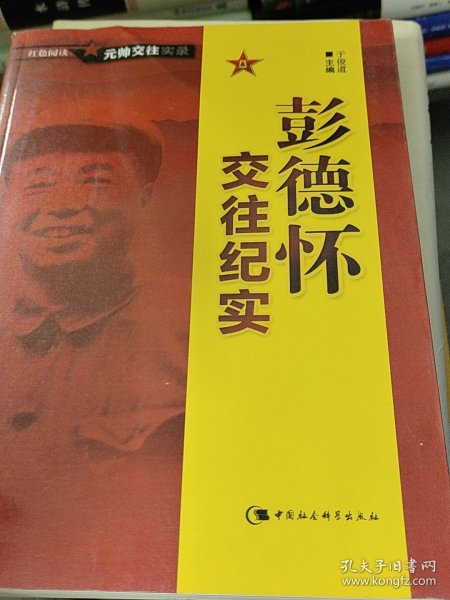 红色阅读
元帅交往实录
于俊道
主编
彭德怀
交往纪实
中国社会科学出版社
孔夫子旧书网
www.kongfz.com